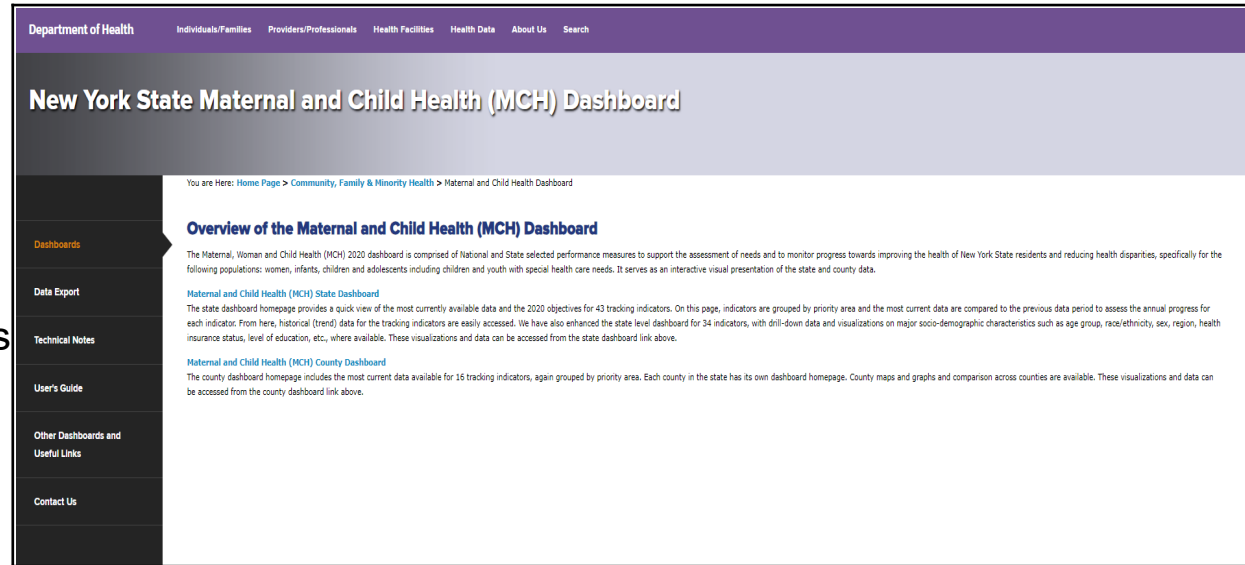 Department of Health
Individuals/Families Providers/Professionals Health Facilities Health Data About Us Search
New York State Maternal and Child Health (MCH) Dashboard
You are Here: Home Page > Community, Family & Minority Health > Maternal and Child Health Dashboard
Dashboards
Data Export
Technical Notes
User's Guide
Other Dashboards and
Useful Links
Contact Us
s
Overview of the Maternal and Child Health (MCH) Dashboard
The Maternal, Woman and Child Health (MCH) 2020 dashboard is comprised of National and State selected performance measures to support the assessment of needs and to monitor progress towards improving the health of New York State residents and reducing health disparities, specifically for the
following populations: women, infants, children and adolescents including children and youth with special health care needs. It serves as an interactive visual presentation of the state and county data.
Maternal and Child Health (MCH) State Dashboard
The state dashboard homepage provides a quick view of the most currently available data and the 2020 objectives for 43 tracking indicators. On this page, indicators are grouped by priority area and the most current data are compared to the previous data period to assess the annual progress for
each indicator. From here, historical (trend) data for the tracking indicators are easily accessed. We have also enhanced the state level dashboard for 34 indicators, with drill-down data and visualizations on major socio-demographic characteristics such as age group, race/ethnicity, sex, region, health
insurance status, level of education, etc., where available. These visualizations and data can be accessed from the state dashboard link above.
Maternal and Child Health (MCH) County Dashboard
The county dashboard homepage includes the most current data available for 16 tracking indicators, again grouped by priority area. Each county in the state has its own dashboard homepage. County maps and graphs and comparison across counties are available. These visualizations and data can
be accessed from the county dashboard link above.